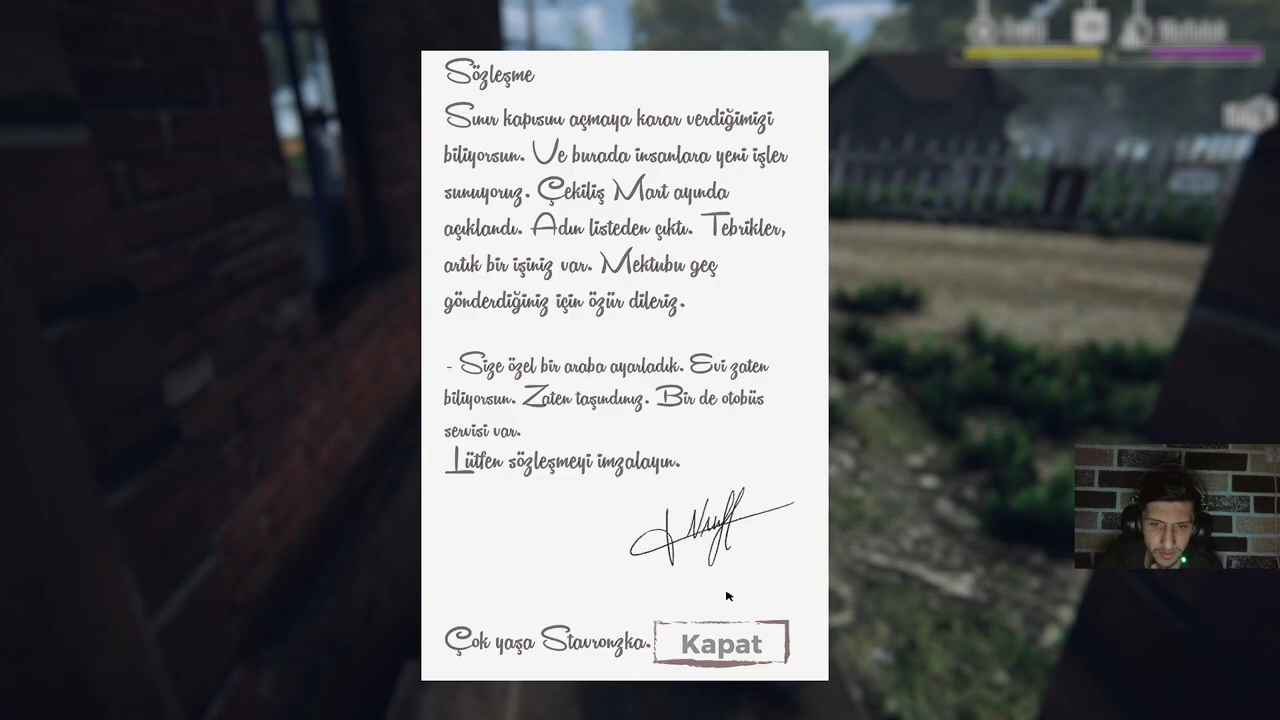 Sözleşme
Sınır kapısını açmaya karar verdiğimizi
biliyorsun. Ve burada insanlara yeni işler
sunuyoruz. Çekiliş Mart ayında
açıklandı. Adın listeden çıktı. Tebrikler,
artık bir işiniz var. Mektubu geç
gönderdiğiniz için özür dileriz.
- Size özel bir araba ayarladık. Evi zaten
biliyorsun. Zaten taşındınız. Bir de otobüs
servisi var.
Lütfen sözleşmeyi imzalayın.
Çok yaşa Stavronzka.
Kapat